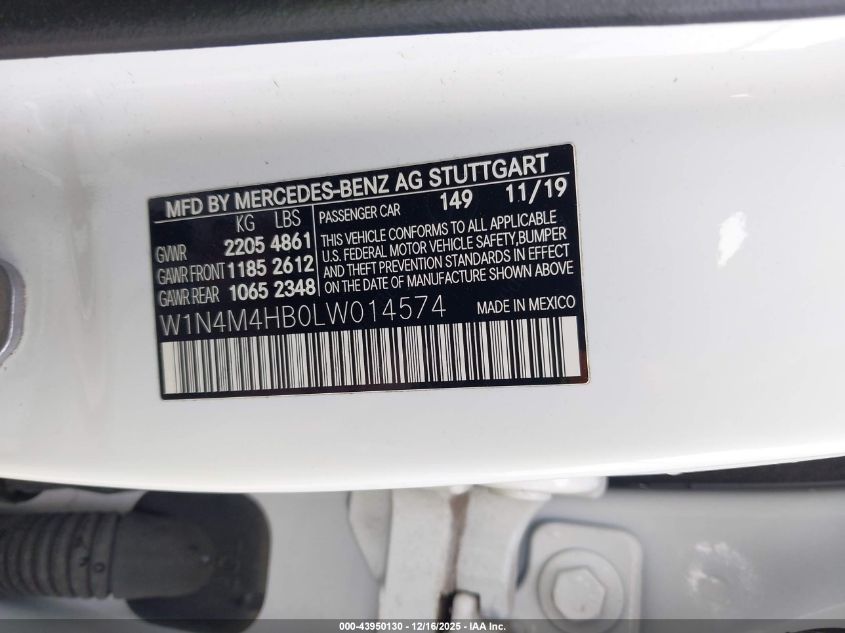 MFD BY MERCEDES-BENZ AG STUTTGART
KG LBS
GVWR 2205 4861
GAWR FRONT 1185 2612
GAWR REAR 1065 2348
PASSENGER CAR 149 11/19
THIS VEHICLE CONFORMS TO ALL APPLICABLE
U.S. FEDERAL MOTOR VEHICLE SAFETY,BUMPER
AND THEFT PREVENTION STANDARDS IN EFFECT
ON THE DATE OF MANUFACTURE SHOWN ABOVE
W1N4M4HB0LW014574
MADE IN MEXICO
000-43950130 - 12/16/2025 - IAA Inc.